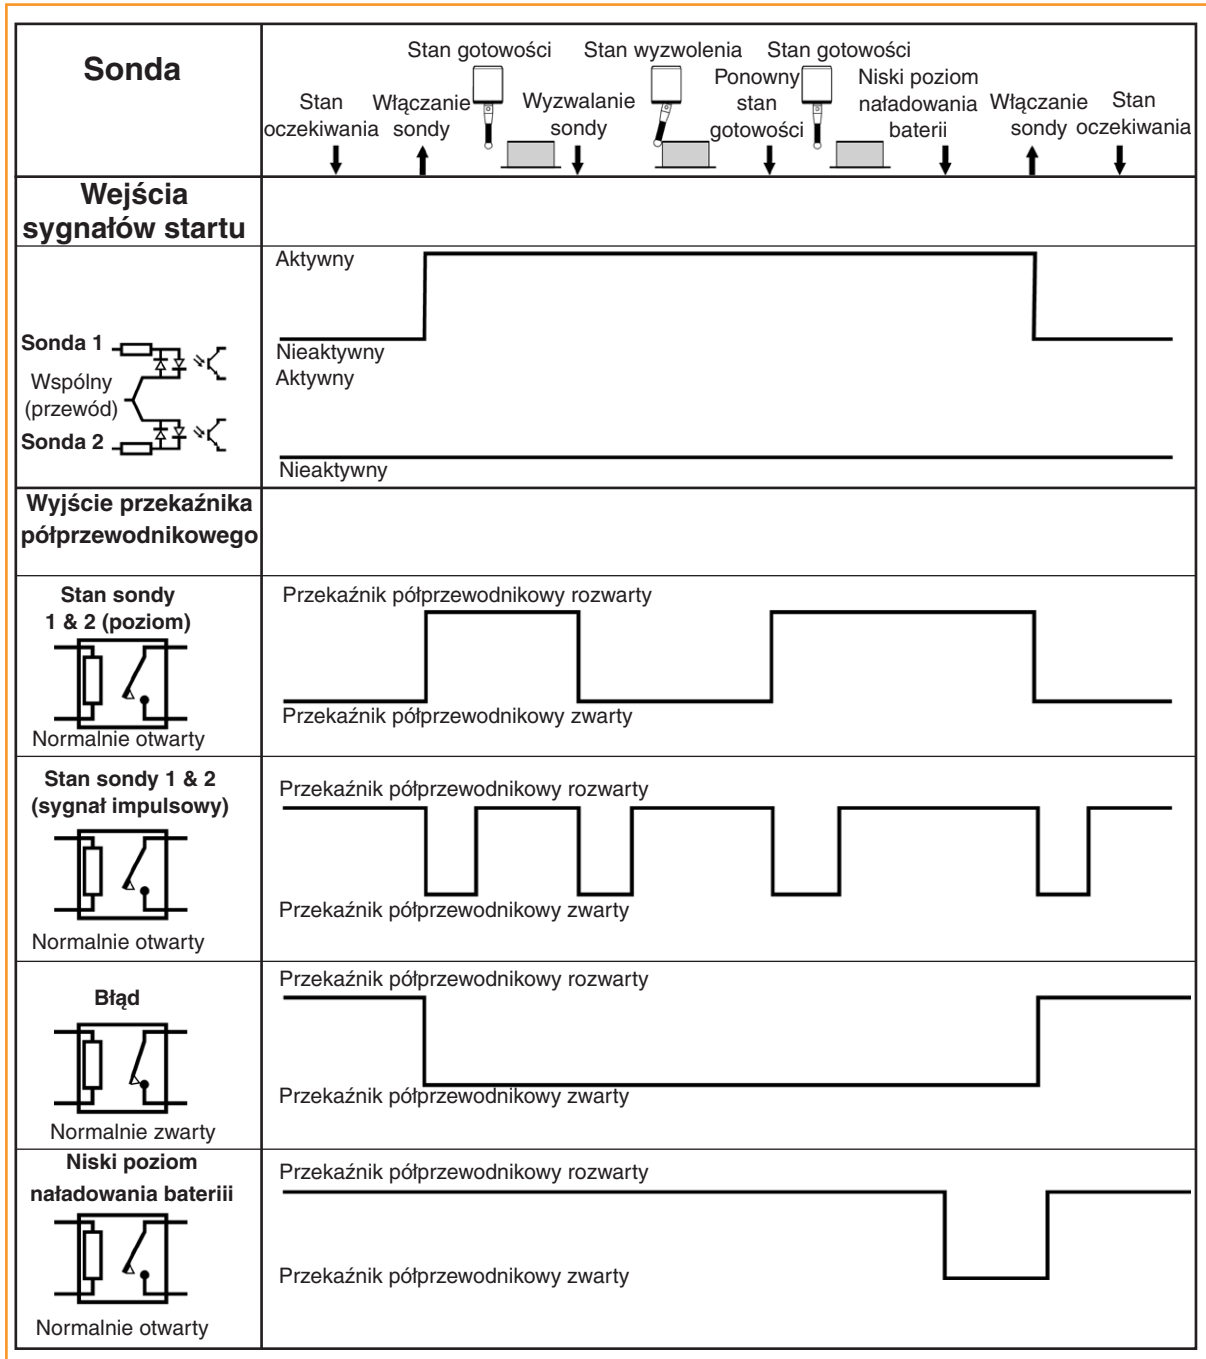 Sonda
Stan gotowości
Stan wyzwolenia
Stan gotowości
Stan
oczekiwania
Włączanie
sondy
Wyzwalanie
sondy
Ponowny
stan
gotowości
Niski poziom
naładowania
baterii
Włączanie
sondy
Stan
oczekiwania
Wejścia
sygnałów startu
Aktywny
Nieaktywny
Aktywny
Nieaktywny
Sonda 1
Wspólny
(przewód)
Sonda 2
Wyjście przekaźnika
półprzewodnikowego
Stan sondy
1 & 2 (poziom)
Normalnie otwarty
Przekaźnik półprzewodnikowy rozwarty
Przekaźnik półprzewodnikowy zwarty
Stan sondy 1 & 2
(sygnał impulsowy)
Normalnie otwarty
Przekaźnik półprzewodnikowy rozwarty
Przekaźnik półprzewodnikowy zwarty
Błąd
Normalnie zwarty
Przekaźnik półprzewodnikowy rozwarty
Przekaźnik półprzewodnikowy zwarty
Niski poziom
naładowania bateriii
Normalnie otwarty
Przekaźnik półprzewodnikowy rozwarty
Przekaźnik półprzewodnikowy zwarty